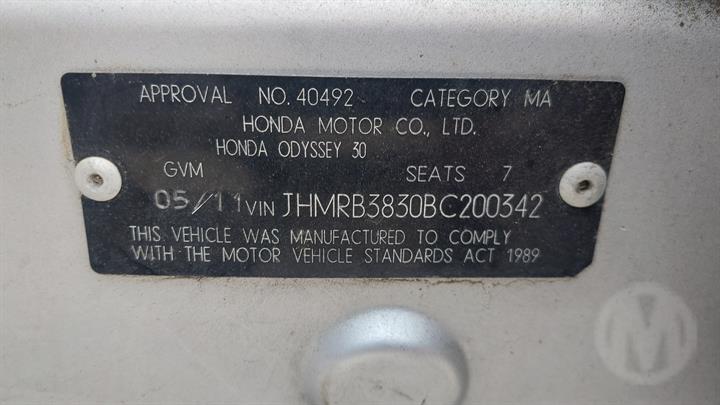 APPROVAL NO. 40492 CATEGORY MA
HONDA MOTOR CO., LTD.
HONDA ODYSSEY 30
GVM SEATS 7
05/11 VIN JHMRB3830BC200342
THIS VEHICLE WAS MANUFACTURED TO COMPLY
WITH THE MOTOR VEHICLE STANDARDS ACT 1989
M